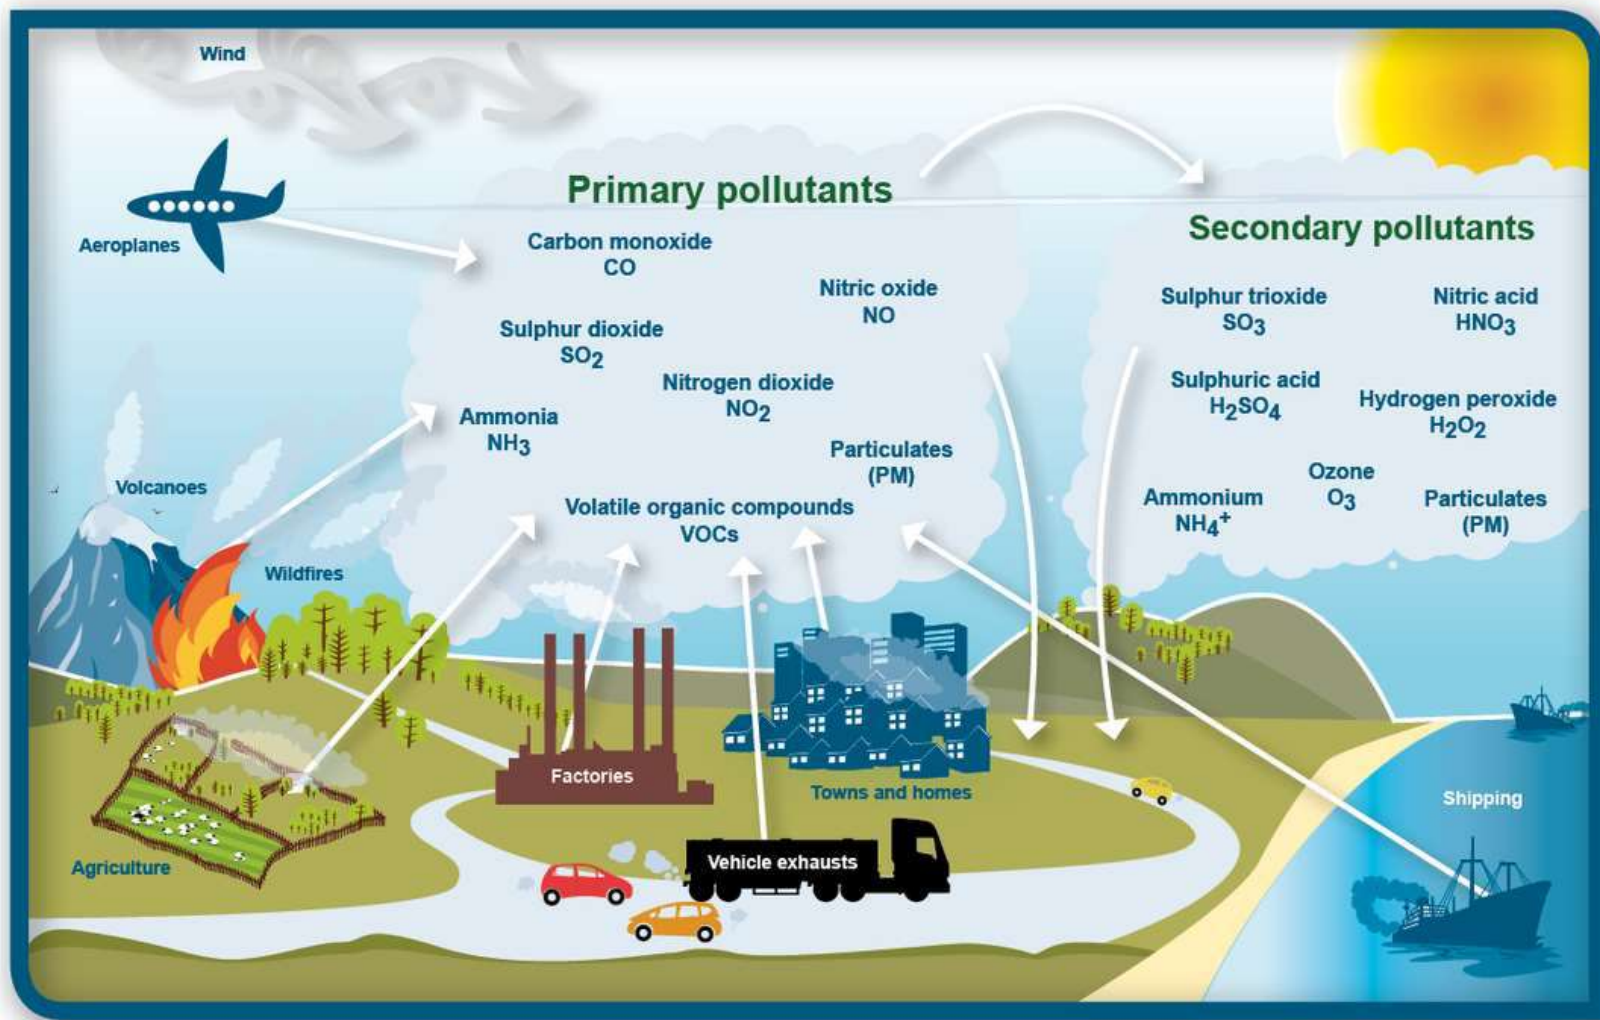 Wind
Aeroplanes
Primary pollutants
Carbon monoxide
CO
Nitric oxide
NO
Sulphur dioxide
SO2
Nitrogen dioxide
NO2
Ammonia
NH3
Particulates
(PM)
Volatile organic compounds
VOCs
Secondary pollutants
Sulphur trioxide
SO3
Nitric acid
HNO3
Sulphuric acid
H2SO4
Hydrogen peroxide
H2O2
Ozone
O3
Ammonium
NH4+
Particulates
(PM)
Volcanoes
Wildfires
Agriculture
Factories
Towns and homes
Vehicle exhausts
Shipping